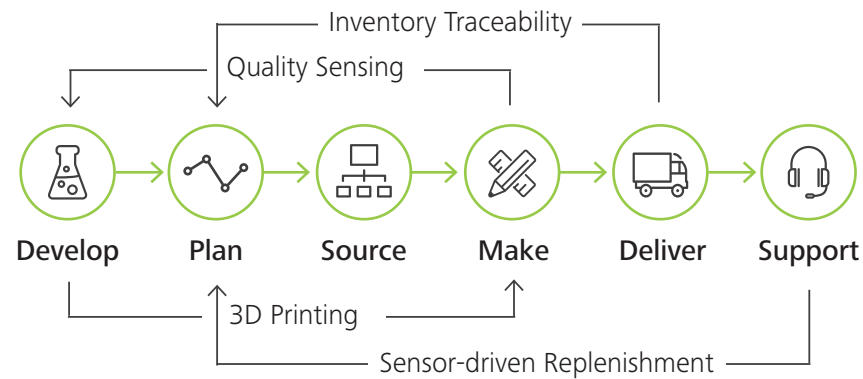 Inventory Traceability
Quality Sensing
Develop
Plan
Source
Make
Deliver
Support
3D Printing
Sensor-driven Replenishment